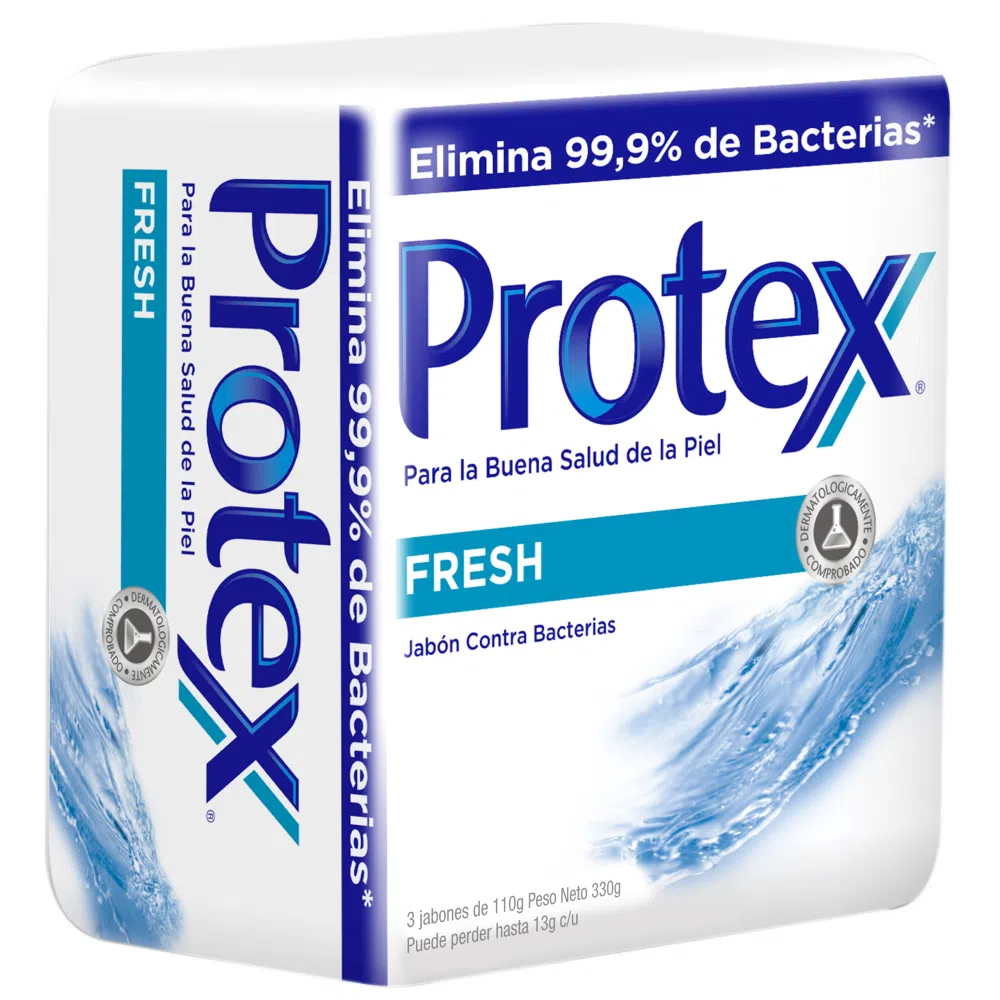 Elimina 99,9% de Bacterias*
Protex®
Para la Buena Salud de la Piel
FRESH
DERMATOLOGICAMENTE
COMPROBADO
Jabón Contra Bacterias
3 jabones de 110g Peso Neto 330g
Puede perder hasta 13g c/u
Elimina 99,9% de Bacterias*
Protex®
Para la Buena Salud de la Piel
FRESH
DERMATOLOGICAMENTE
COMPROBADO